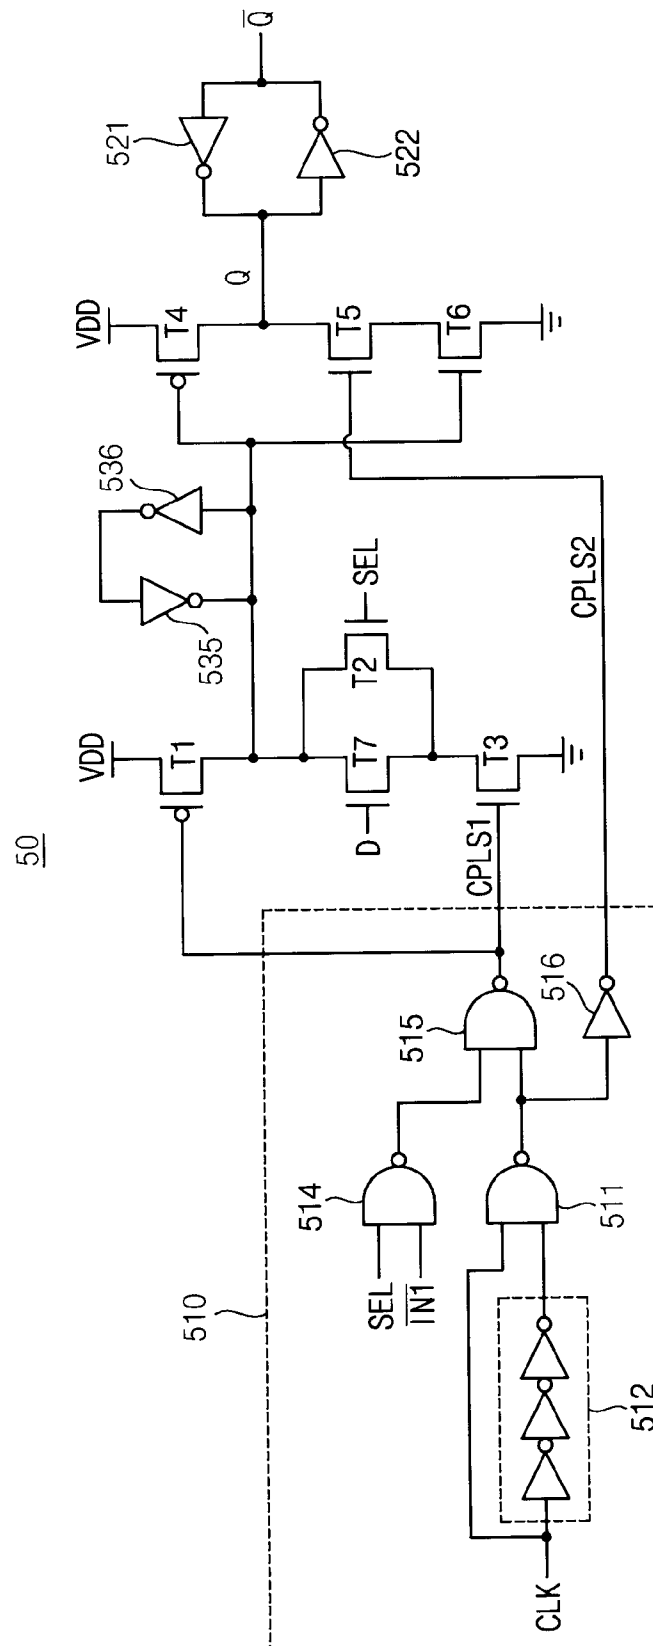 50
510
CLK
512
SEL
IN1
514
511
515
516
CPLS1
CPLS2
VDD
T1
D
T7
T2
SEL
T3
535
536
VDD
T4
T5
T6
Q
521
522
Q